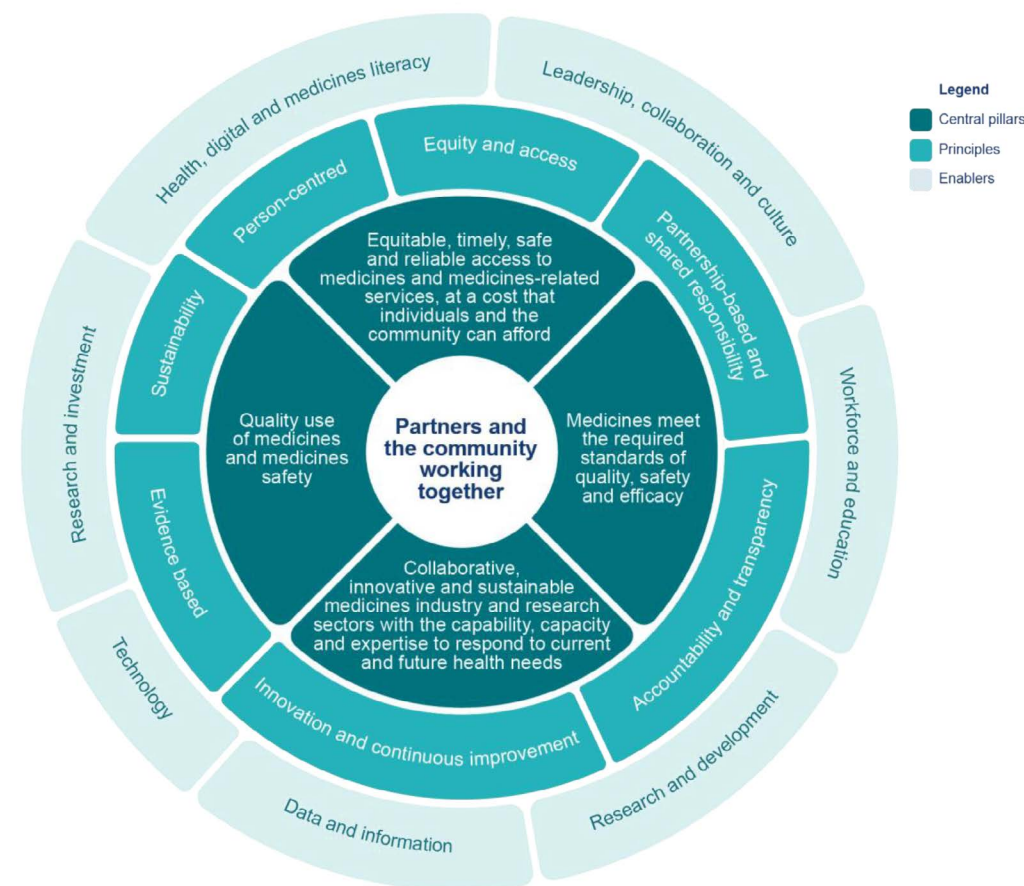 Health, digital and medicines literacy
Leadership, collaboration and culture
Workforce and education
Research and development
Data and information
Technology
Research and investment
Person-centred
Equity and access
Partnership-based and
shared responsibility
Accountability and transparency
Innovation and continuous improvement
Evidence based
Sustainability
Equitable, timely, safe
and reliable access to
medicines and medicines-related
services, at a cost that
individuals and the
community can afford
Medicines meet
the required
standards of
quality, safety
and efficacy
Collaborative,
innovative and sustainable
medicines industry and research
sectors with the capability, capacity
and expertise to respond to current
and future health needs
Quality use
of medicines
and medicines
safety
Partners and
the community
working
together
Legend
Central pillars
Principles
Enablers